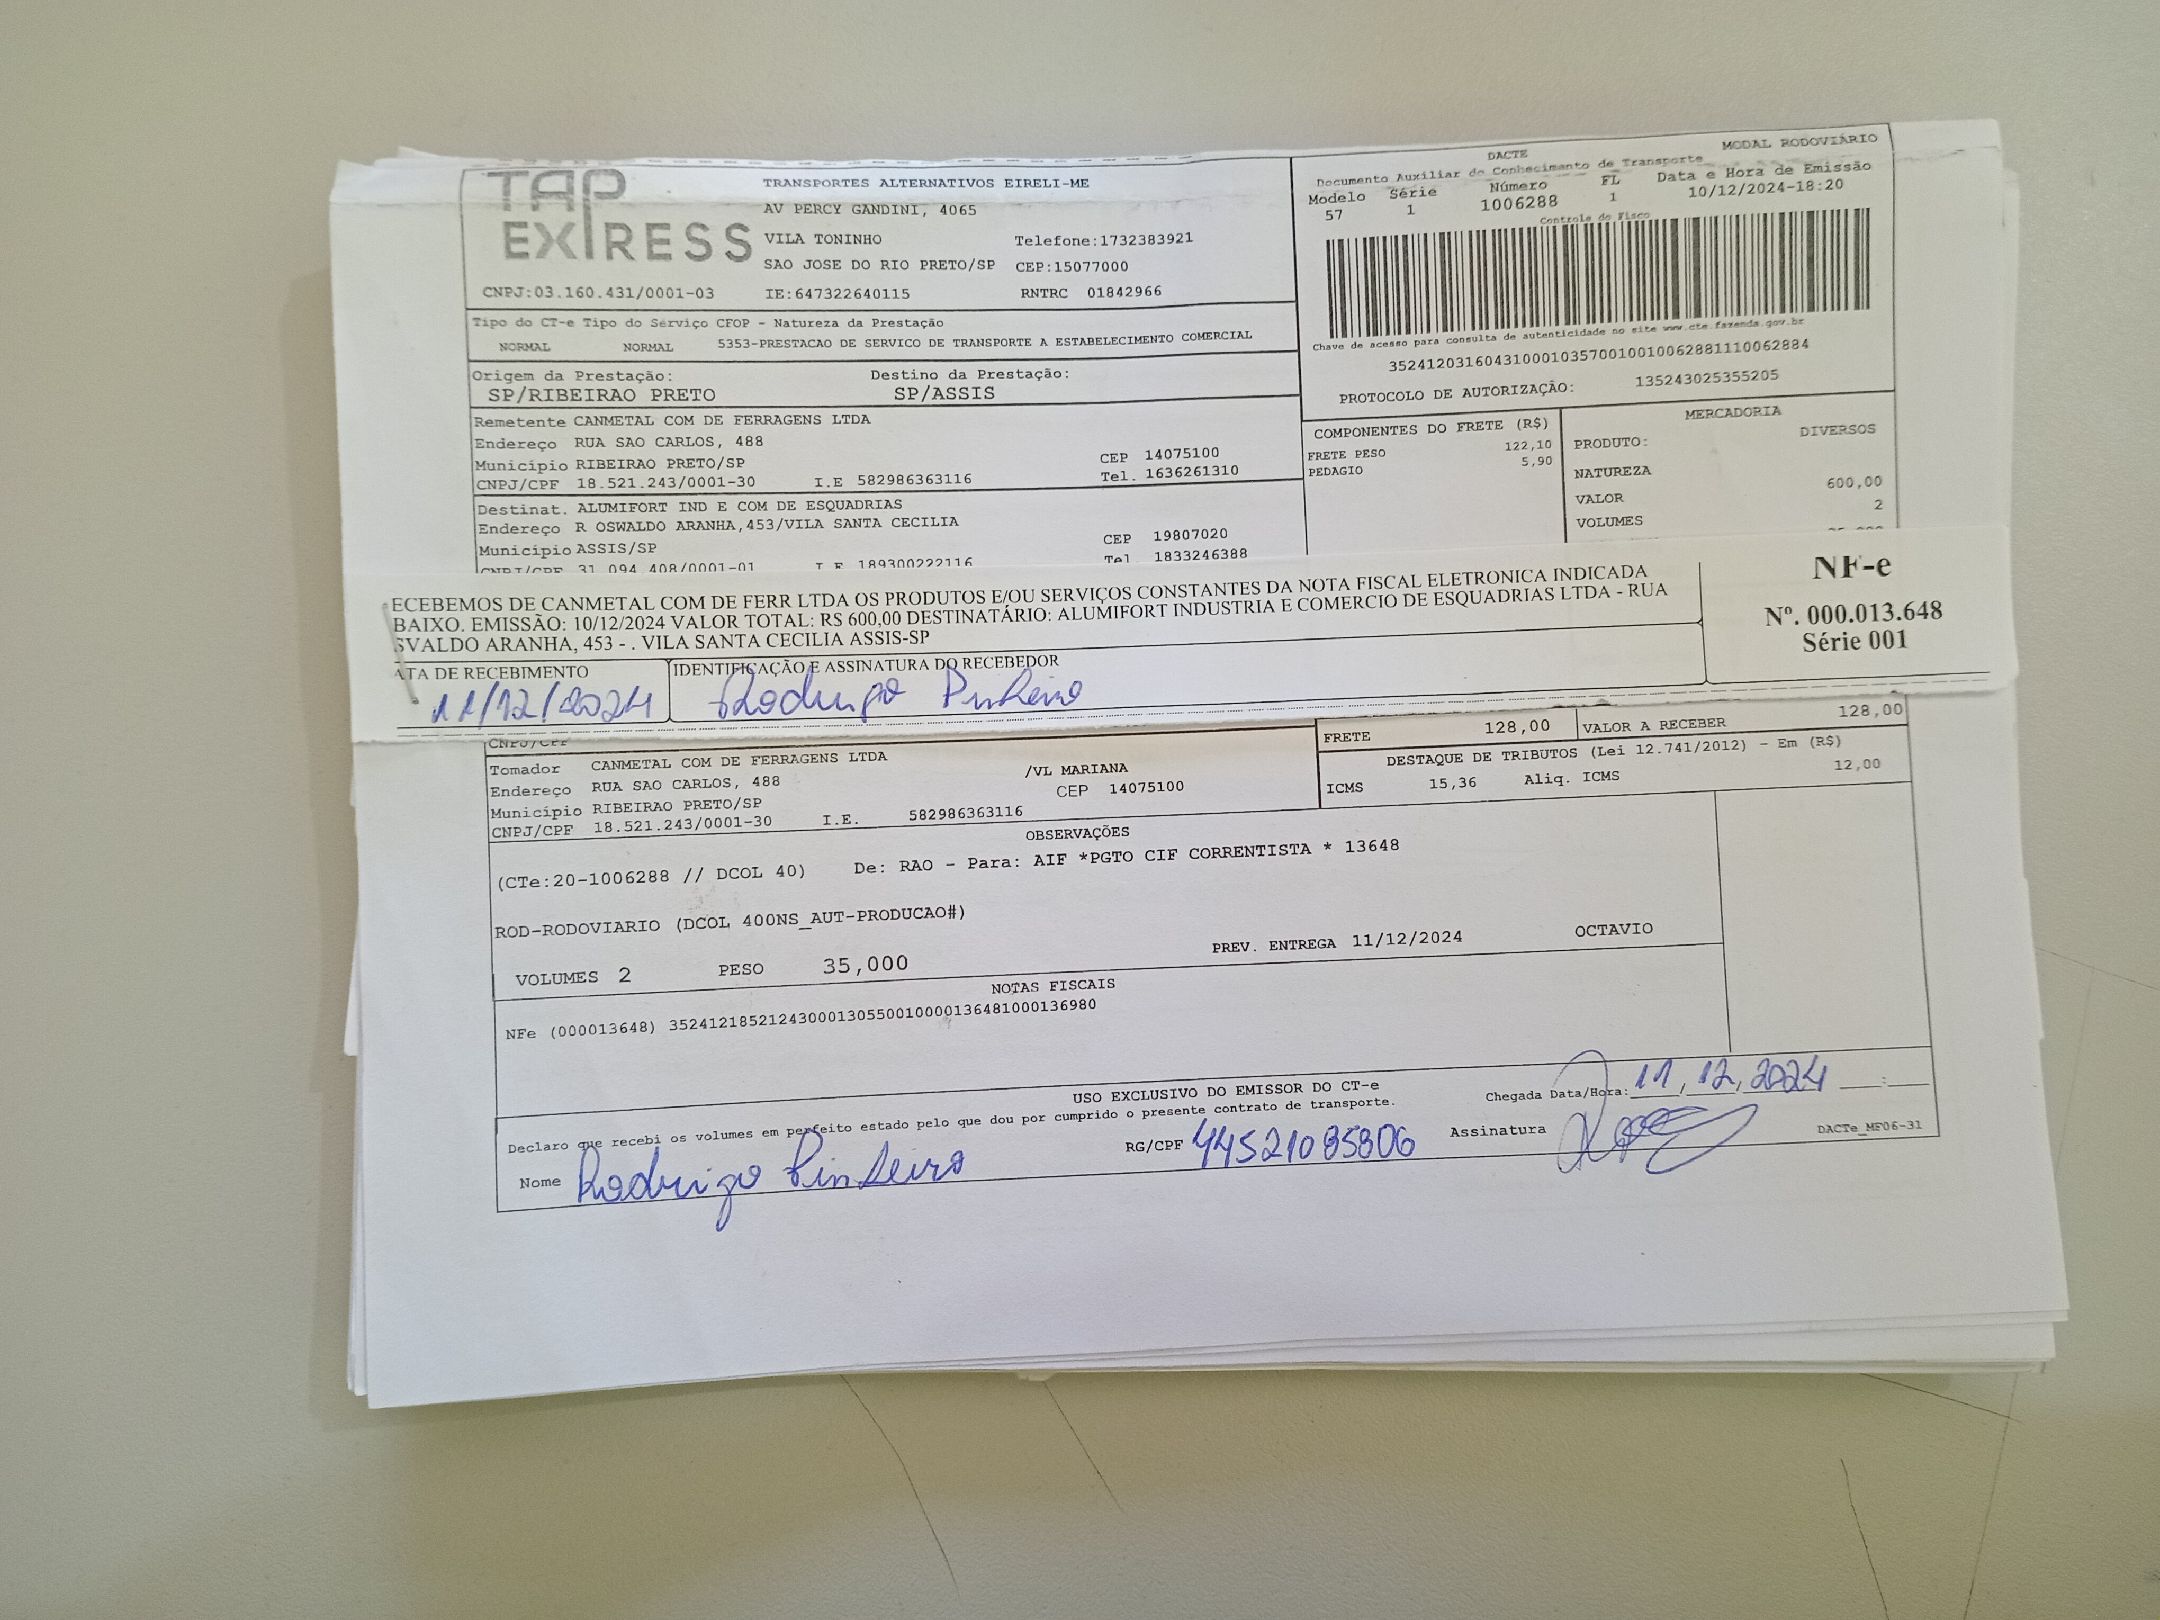 TAP EXPRESS
TRANSPORTES ALTERNATIVOS EIRELI-ME
AV PERCY GANDINI, 4065
VILA TONINHO Telefone:1732383921
SAO JOSE DO RIO PRETO/SP CEP:15077000
CNPJ:03.160.431/0001-03 IE:647322640115 RNTRC 01842966
DACTE MODAL RODOVIÁRIO
Documento Auxiliar do Conhecimento de Transporte
Modelo Série Número FL Data e Hora de Emissão
57 1 1006288 1 10/12/2024-18:20
Controle do Fisco
Chave de acesso para consulta de autenticidade no site www.cte.fazenda.gov.br
35241203160431000103570010010062881110062884
PROTOCOLO DE AUTORIZAÇÃO: 135243025355205
Tipo do CT-e Tipo do Serviço CFOP - Natureza da Prestação
NORMAL NORMAL 5353-PRESTACAO DE SERVICO DE TRANSPORTE A ESTABELECIMENTO COMERCIAL
Origem da Prestação: Destino da Prestação:
SP/RIBEIRAO PRETO SP/ASSIS
Remetente CANMETAL COM DE FERRAGENS LTDA
Endereço RUA SAO CARLOS, 488
Município RIBEIRAO PRETO/SP CEP 14075100
CNPJ/CPF 18.521.243/0001-30 I.E 582986363116 Tel. 1636261310
Destinat. ALUMIFORT IND E COM DE ESQUADRIAS
Endereço R OSWALDO ARANHA,453/VILA SANTA CECILIA
Município ASSIS/SP CEP 19807020
CNPJ/CPF 31.094.408/0001-01 I.E 189300222116 Tel. 1833246388
COMPONENTES DO FRETE (R$)
FRETE PESO 122,10
PEDAGIO 5,90
MERCADORIA
PRODUTO: DIVERSOS
NATUREZA
VALOR 600,00
VOLUMES 2
ECEBEMOS DE CANMETAL COM DE FERR LTDA OS PRODUTOS E/OU SERVIÇOS CONSTANTES DA NOTA FISCAL ELETRONICA INDICADA
BAIXO. EMISSÃO: 10/12/2024 VALOR TOTAL: R$ 600,00 DESTINATÁRIO: ALUMIFORT INDUSTRIA E COMERCIO DE ESQUADRIAS LTDA - RUA
SVALDO ARANHA, 453 - . VILA SANTA CECILIA ASSIS-SP
ATA DE RECEBIMENTO IDENTIFICAÇÃO E ASSINATURA DO RECEBEDOR
11/12/2024 Rodrigo Pinheiro
NF-e
Nº. 000.013.648
Série 001
CNPJ/CPF
FRETE 128,00 VALOR A RECEBER 128,00
DESTAQUE DE TRIBUTOS (Lei 12.741/2012) - Em (R$)
ICMS 15,36 Aliq. ICMS 12,00
Tomador CANMETAL COM DE FERRAGENS LTDA
Endereço RUA SAO CARLOS, 488 /VL MARIANA
Município RIBEIRAO PRETO/SP CEP 14075100
CNPJ/CPF 18.521.243/0001-30 I.E. 582986363116
OBSERVAÇÕES
(CTe:20-1006288 // DCOL 40) De: RAO - Para: AIF *PGTO CIF CORRENTISTA * 13648
ROD-RODOVIARIO (DCOL 400NS_AUT-PRODUCAO#)
PREV. ENTREGA 11/12/2024 OCTAVIO
VOLUMES 2 PESO 35,000
NOTAS FISCAIS
NFe (000013648) 35241218521243000130550010000136481000136980
USO EXCLUSIVO DO EMISSOR DO CT-e
Declaro que recebi os volumes em perfeito estado pelo que dou por cumprido o presente contrato de transporte.
Chegada Data/Hora: 11, 12, 2024 :
Nome Rodrigo Pinheiro RG/CPF 44521085806 Assinatura
DACTe_MF06-31